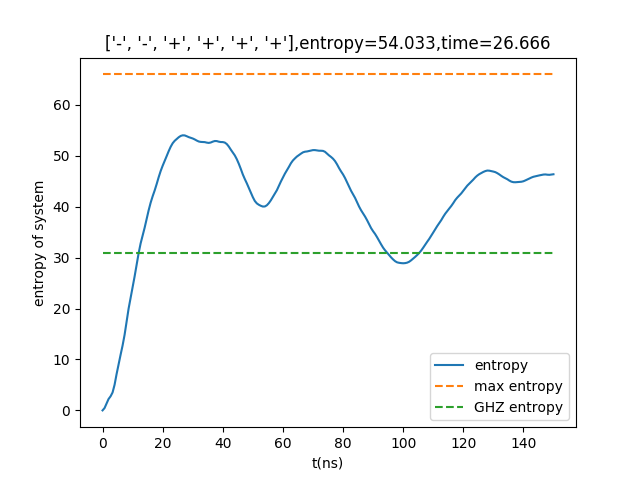 ['-', '-', '+', '+', '+', '+'],entropy=54.033,time=26.666
entropy of system
60
50
40
30
20
10
0
0 20 40 60 80 100 120 140
t(ns)
entropy
max entropy
GHZ entropy